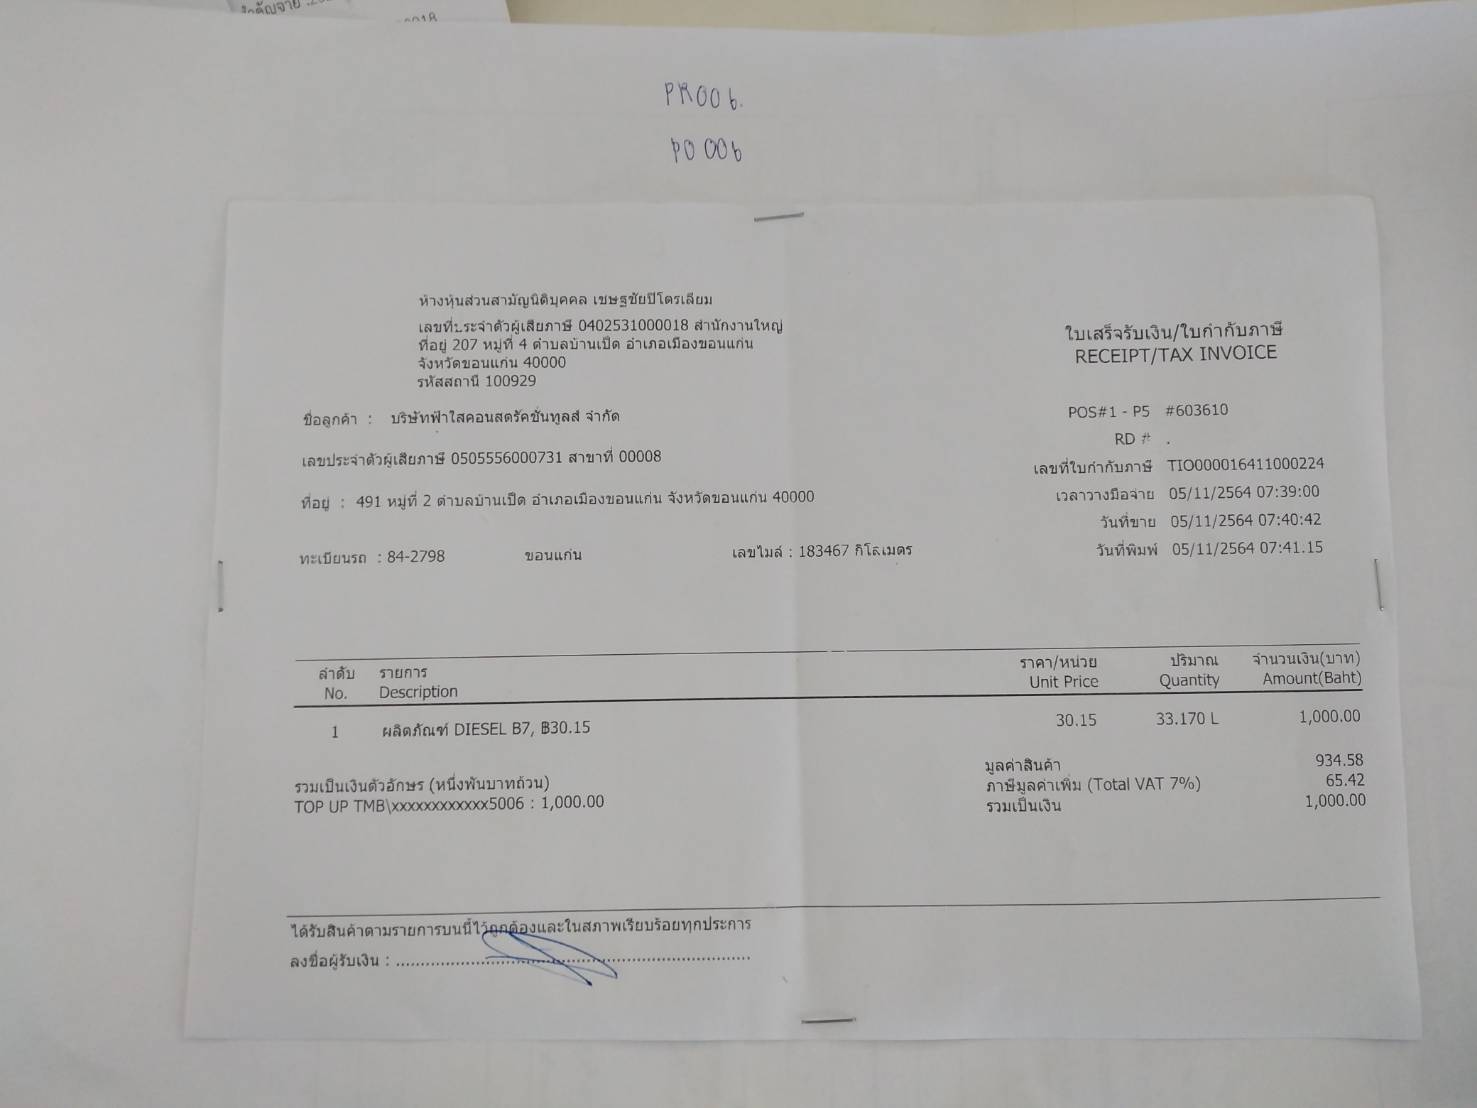 PR006.
PO 006
ห้างหุ้นส่วนสามัญนิติบุคคล เชษฐชัยปิโตรเลียม
เลขที่ประจำตัวผู้เสียภาษี 0402531000018 สำนักงานใหญ่
ที่อยู่ 207 หมู่ที่ 4 ตำบลบ้านเป็ด อำเภอเมืองขอนแก่น
จังหวัดขอนแก่น 40000
รหัสสถานี 100929
ใบเสร็จรับเงิน/ใบกำกับภาษี
RECEIPT/TAX INVOICE
ชื่อลูกค้า : บริษัทฟ้าใสคอนสตรัคชั่นทูลส์ จำกัด
เลขประจำตัวผู้เสียภาษี 0505556000731 สาขาที่ 00008
ที่อยู่ : 491 หมู่ที่ 2 ตำบลบ้านเป็ด อำเภอเมืองขอนแก่น จังหวัดขอนแก่น 40000
ทะเบียนรถ : 84-2798 ขอนแก่น เลขไมล์ : 183467 กิโลเมตร
POS#1 - P5 #603610
RD # .
เลขที่ใบกำกับภาษี TIO000016411000224
เวลาวางมือจ่าย 05/11/2564 07:39:00
วันที่ขาย 05/11/2564 07:40:42
วันที่พิมพ์ 05/11/2564 07:41.15
ลำดับ รายการ ราคา/หน่วย ปริมาณ จำนวนเงิน(บาท)
No. Description Unit Price Quantity Amount(Baht)
1 ผลิตภัณฑ์ DIESEL B7, ฿30.15 30.15 33.170 L 1,000.00
มูลค่าสินค้า 934.58
ภาษีมูลค่าเพิ่ม (Total VAT 7%) 65.42
รวมเป็นเงิน 1,000.00
รวมเป็นเงินตัวอักษร (หนึ่งพันบาทถ้วน)
TOP UP TMB\xxxxxxxxxxxx5006 : 1,000.00
ได้รับสินค้าตามรายการบนนี้ไว้ถูกต้องและในสภาพเรียบร้อยทุกประการ
ลงชื่อผู้รับเงิน :